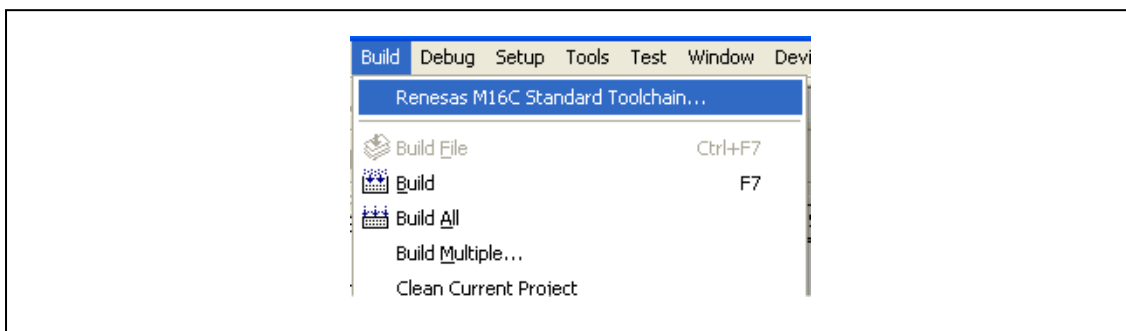 Build Debug Setup Tools Test Window Devi
Renesas M16C Standard Toolchain...
Build File Ctrl+F7
Build F7
Build All
Build Multiple...
Clean Current Project